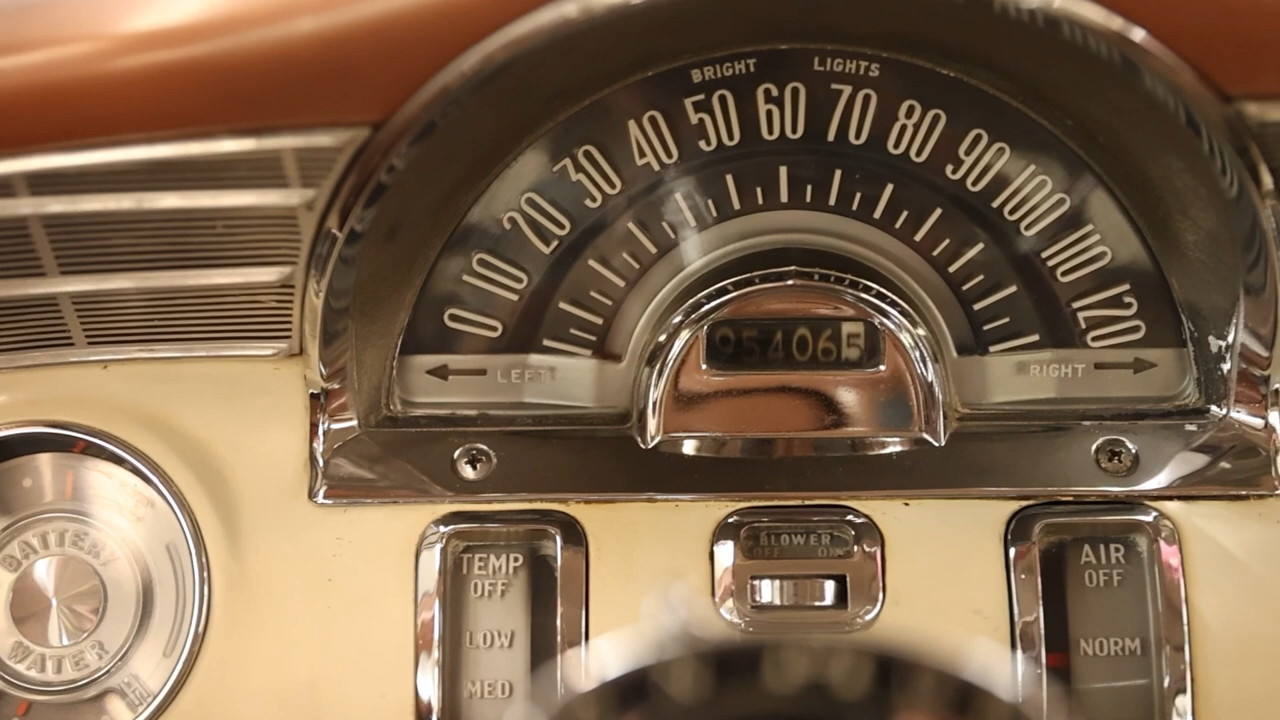 BRIGHT LIGHTS
0 10 20 30 40 50 60 70 80 90 100 110 120
954065
LEFT
RIGHT
BATTERY
WATER
TEMP
OFF
LOW
MED
BLOWER
OFF ON
AIR
OFF
NORM